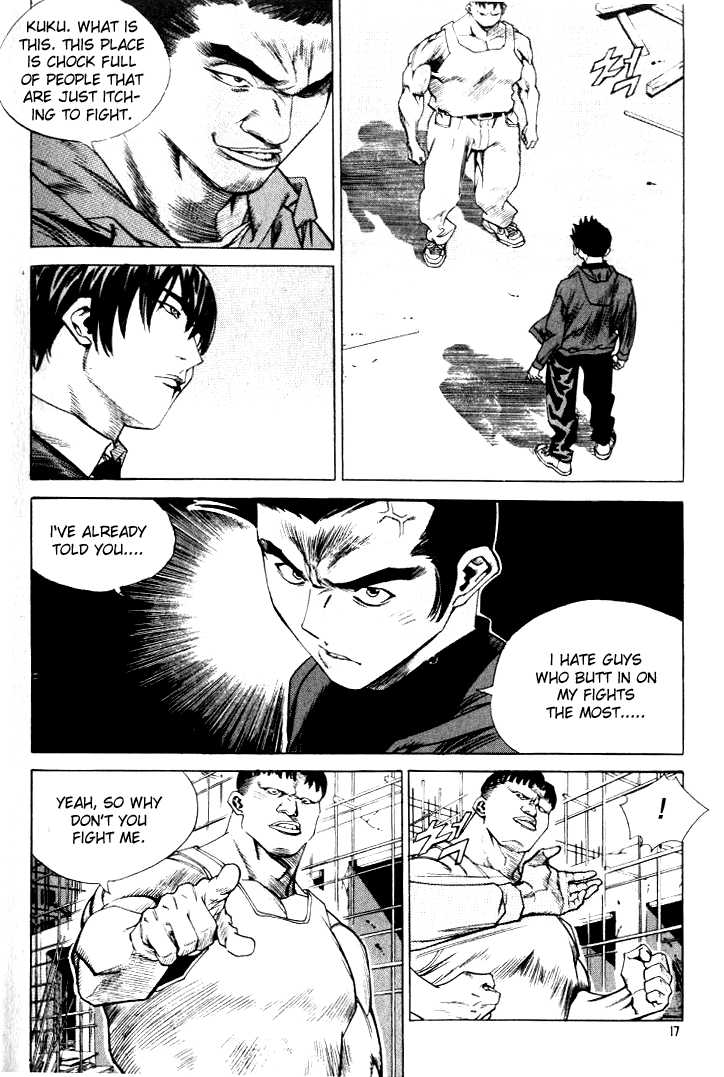 KUKU. WHAT IS
THIS. THIS PLACE
IS CHOCK FULL
OF PEOPLE THAT
ARE JUST ITCH-
ING TO FIGHT.
I'VE ALREADY
TOLD YOU....
I HATE GUYS
WHO BUTT IN ON
MY FIGHTS
THE MOST.....
YEAH, SO WHY
DON'T YOU
FIGHT ME.
!
17